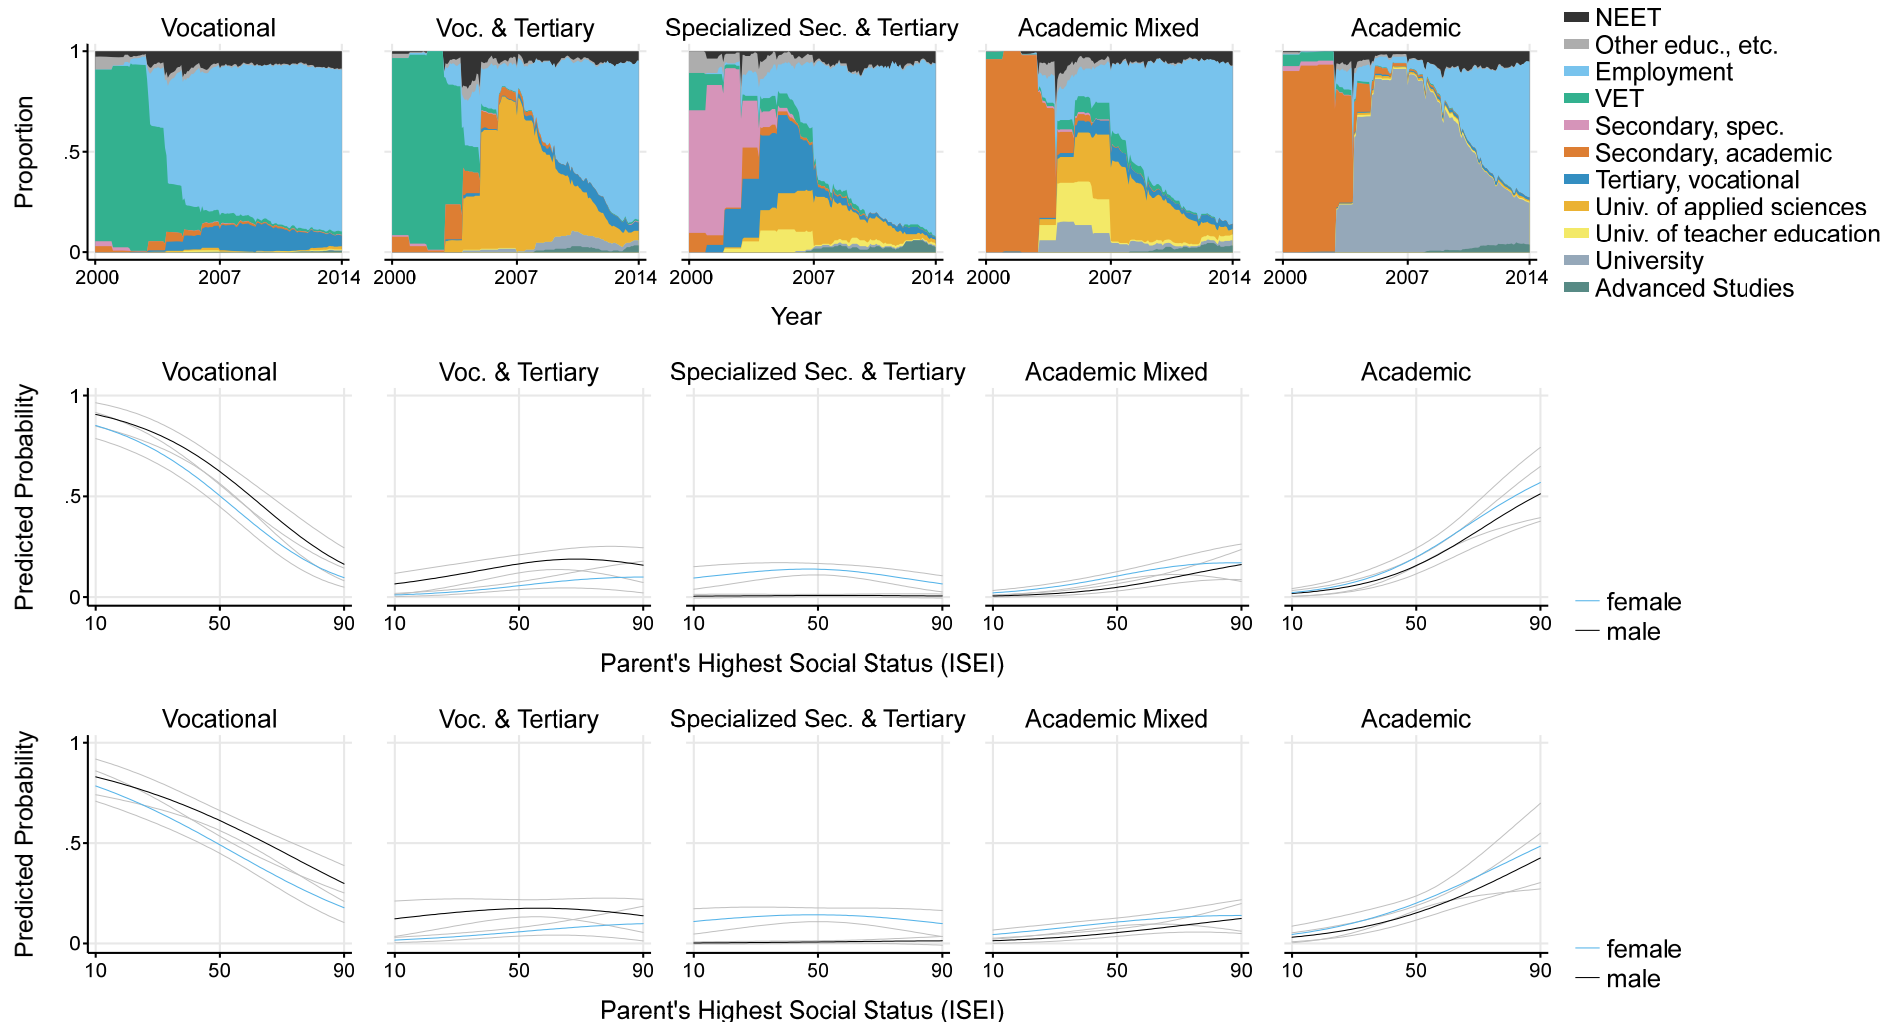 Vocational
Voc. & Tertiary
Specialized Sec. & Tertiary
Academic Mixed
Academic
Proportion
1
.5
0
2000 2007 2014
2000 2007 2014
2000 2007 2014
2000 2007 2014
2000 2007 2014
Year
NEET
Other educ., etc.
Employment
VET
Secondary, spec.
Secondary, academic
Tertiary, vocational
Univ. of applied sciences
Univ. of teacher education
University
Advanced Studies
Vocational
Voc. & Tertiary
Specialized Sec. & Tertiary
Academic Mixed
Academic
Predicted Probability
1
.5
0
10 50 90
10 50 90
10 50 90
10 50 90
10 50 90
Parent's Highest Social Status (ISEI)
female
male
Vocational
Voc. & Tertiary
Specialized Sec. & Tertiary
Academic Mixed
Academic
Predicted Probability
1
.5
0
10 50 90
10 50 90
10 50 90
10 50 90
10 50 90
Parent's Highest Social Status (ISEI)
female
male